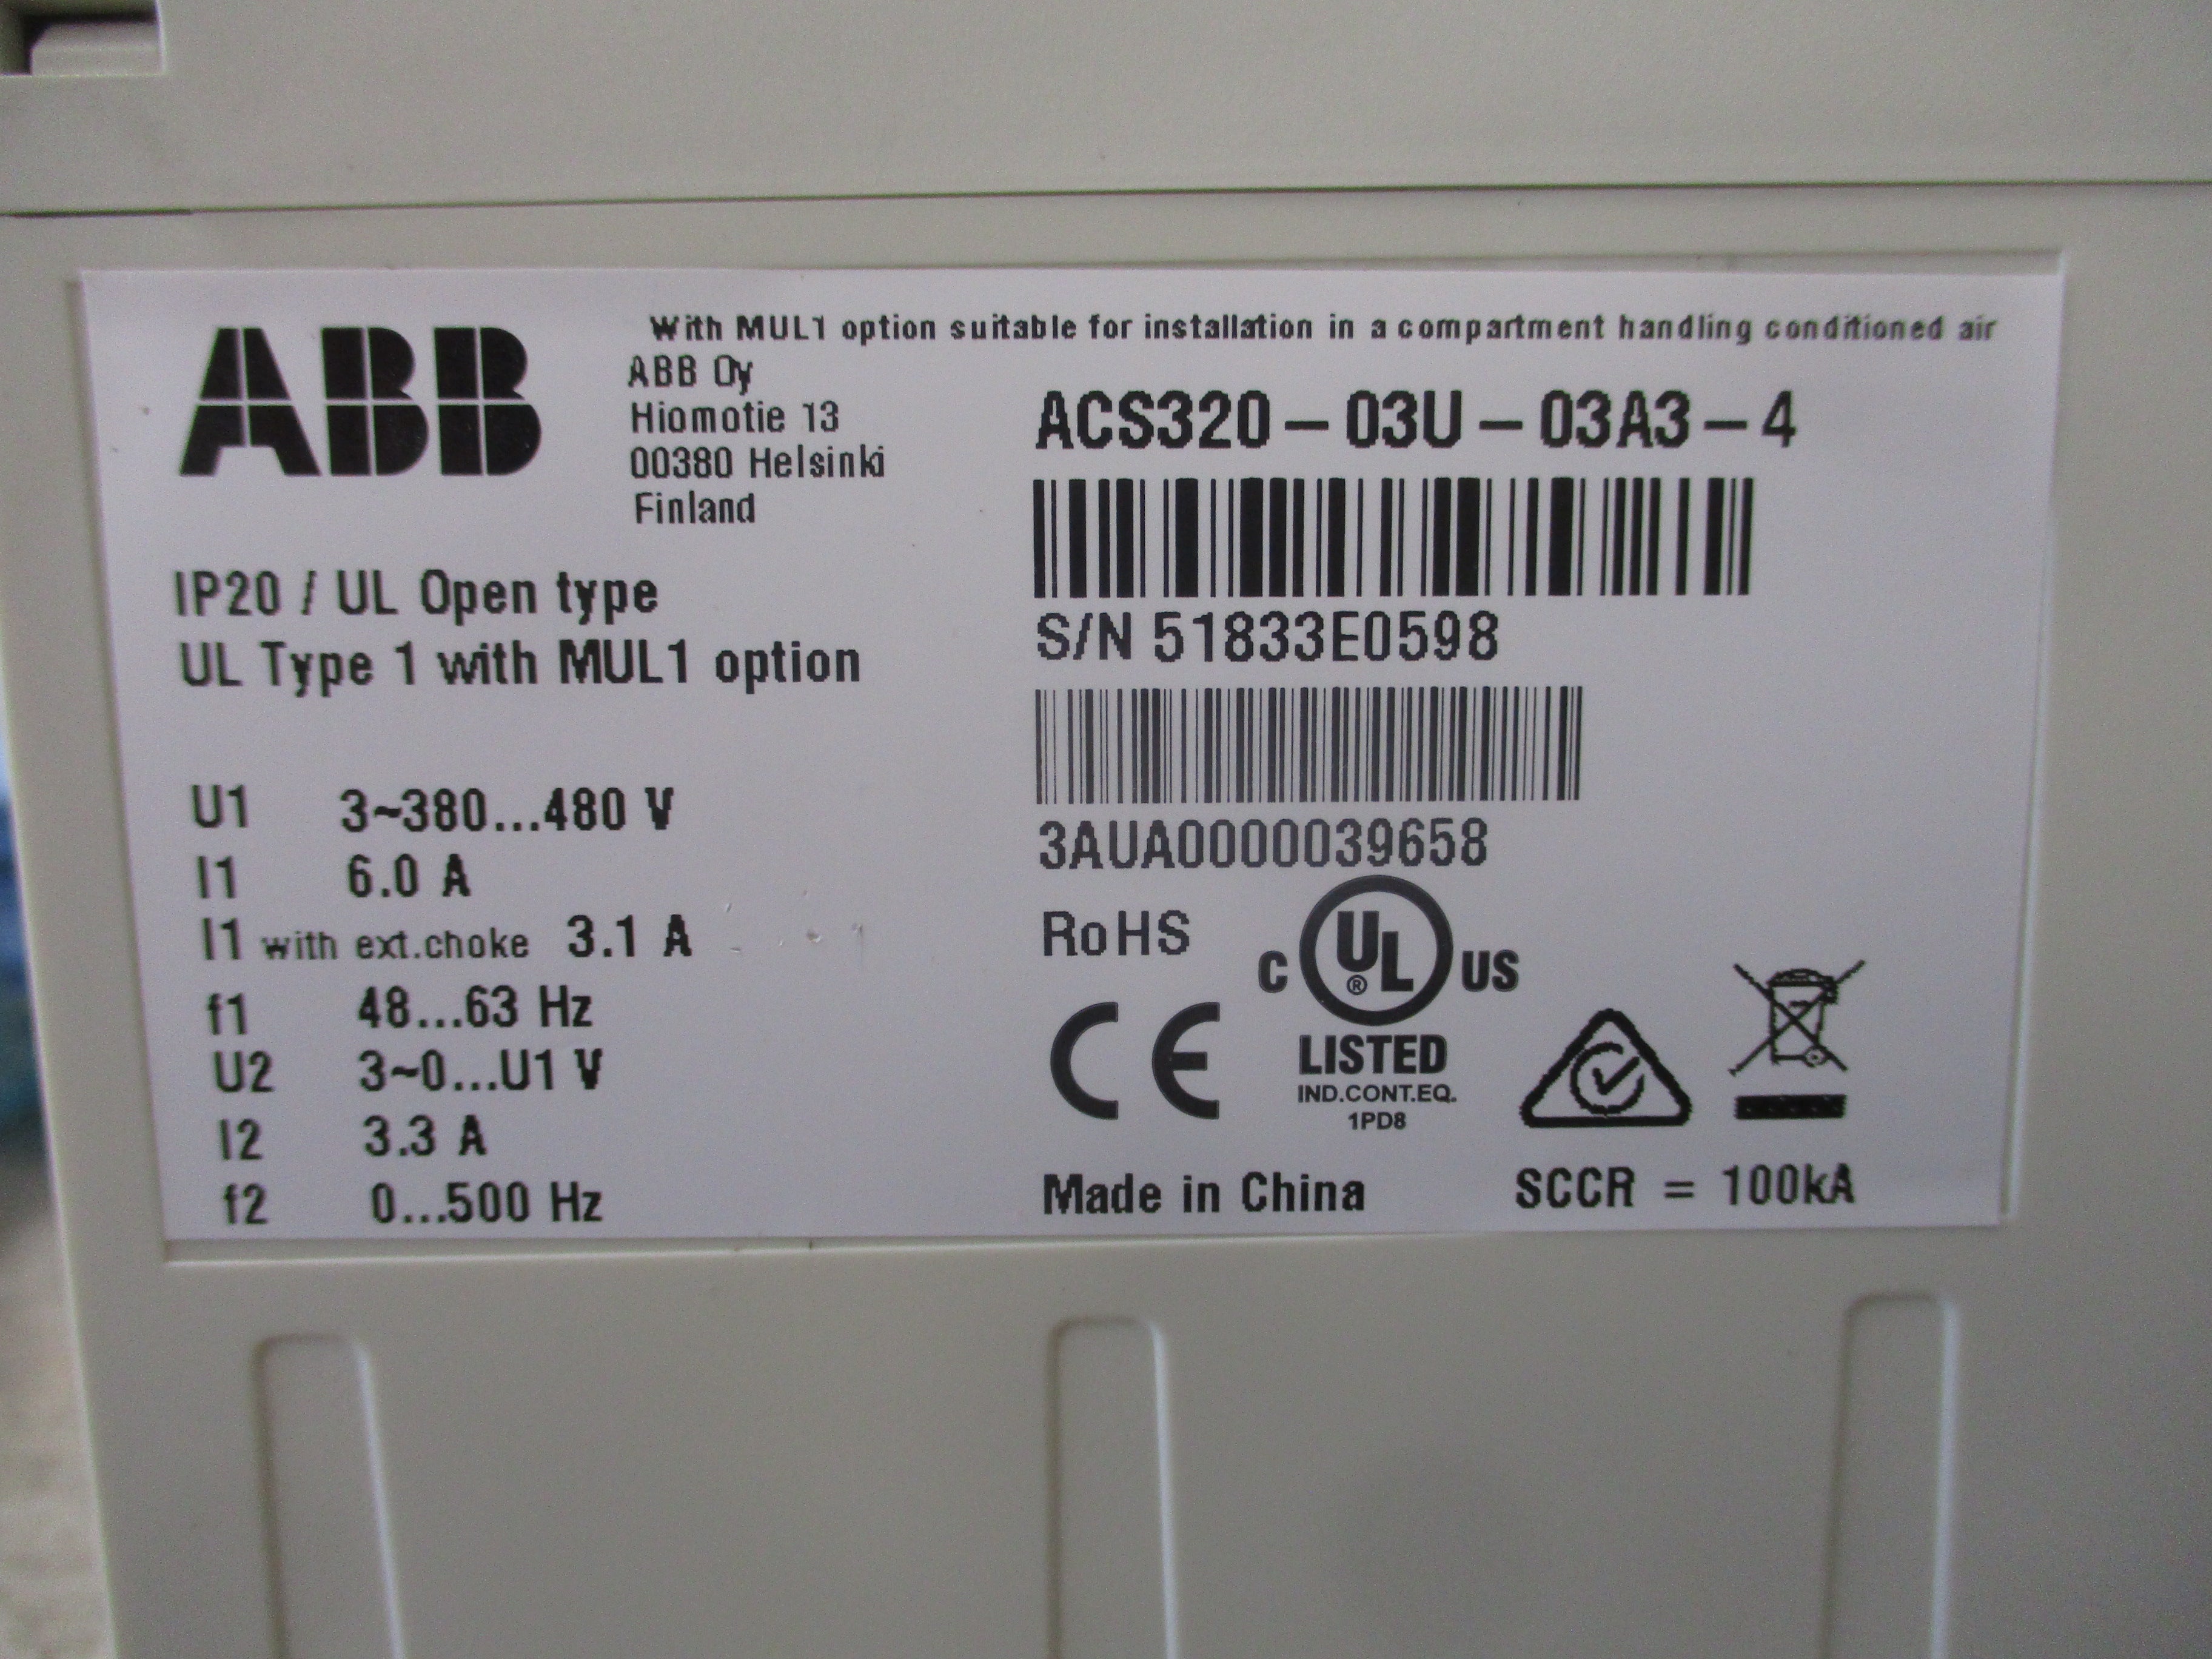 ABB
With MUL1 option suitable for installation in a compartment handling conditioned air
ABB Oy
Hiomotie 13
00380 Helsinki
Finland
IP20 / UL Open type
UL Type 1 with MUL1 option
U1 3~380...480 V
I1 6.0 A
I1 with ext.choke 3.1 A
f1 48...63 Hz
U2 3~0...U1 V
I2 3.3 A
f2 0...500 Hz
ACS320-03U-03A3-4
S/N 51833E0598
3AUA0000039658
RoHS
C UL ® US
LISTED
IND.CONT.EQ.
1PD8
CE
Made in China
SCCR = 100kA